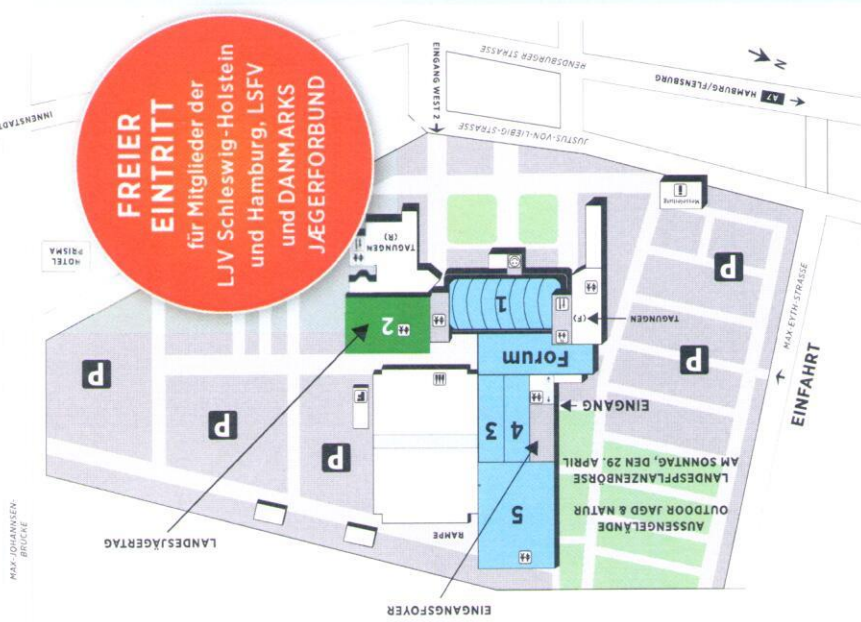 FREIER
EINTRITT
für Mitglieder der
LJV Schleswig-Holstein
und Hamburg, LSFV
und DANMARKS
JÆGERFORBUND
INNENSTADT
HOTEL
PRISMA
EINGANG WEST 2
RENDSBURGER STRASSE
JUSTUS-VON-LIEBIG-STRASSE
A7 HAMBURG/FLENSBURG
N
TAGUNGEN
(R)
1
2
TAGUNGEN
(F)
Forum
3
4
5
P
P
P
P
P
MAX-EYTH-STRASSE
EINFAHRT
EINGANG
AUSSENGELÄNDE
OUTDOOR JAGD & NATUR
LANDESPFLANZENBÖRSE
AM SONNTAG, DEN 29. APRIL
RAMPE
LANDESJÄGERTAG
EINGANGSFOYER
MAX-JOHANNSEN-
BRÜCKE